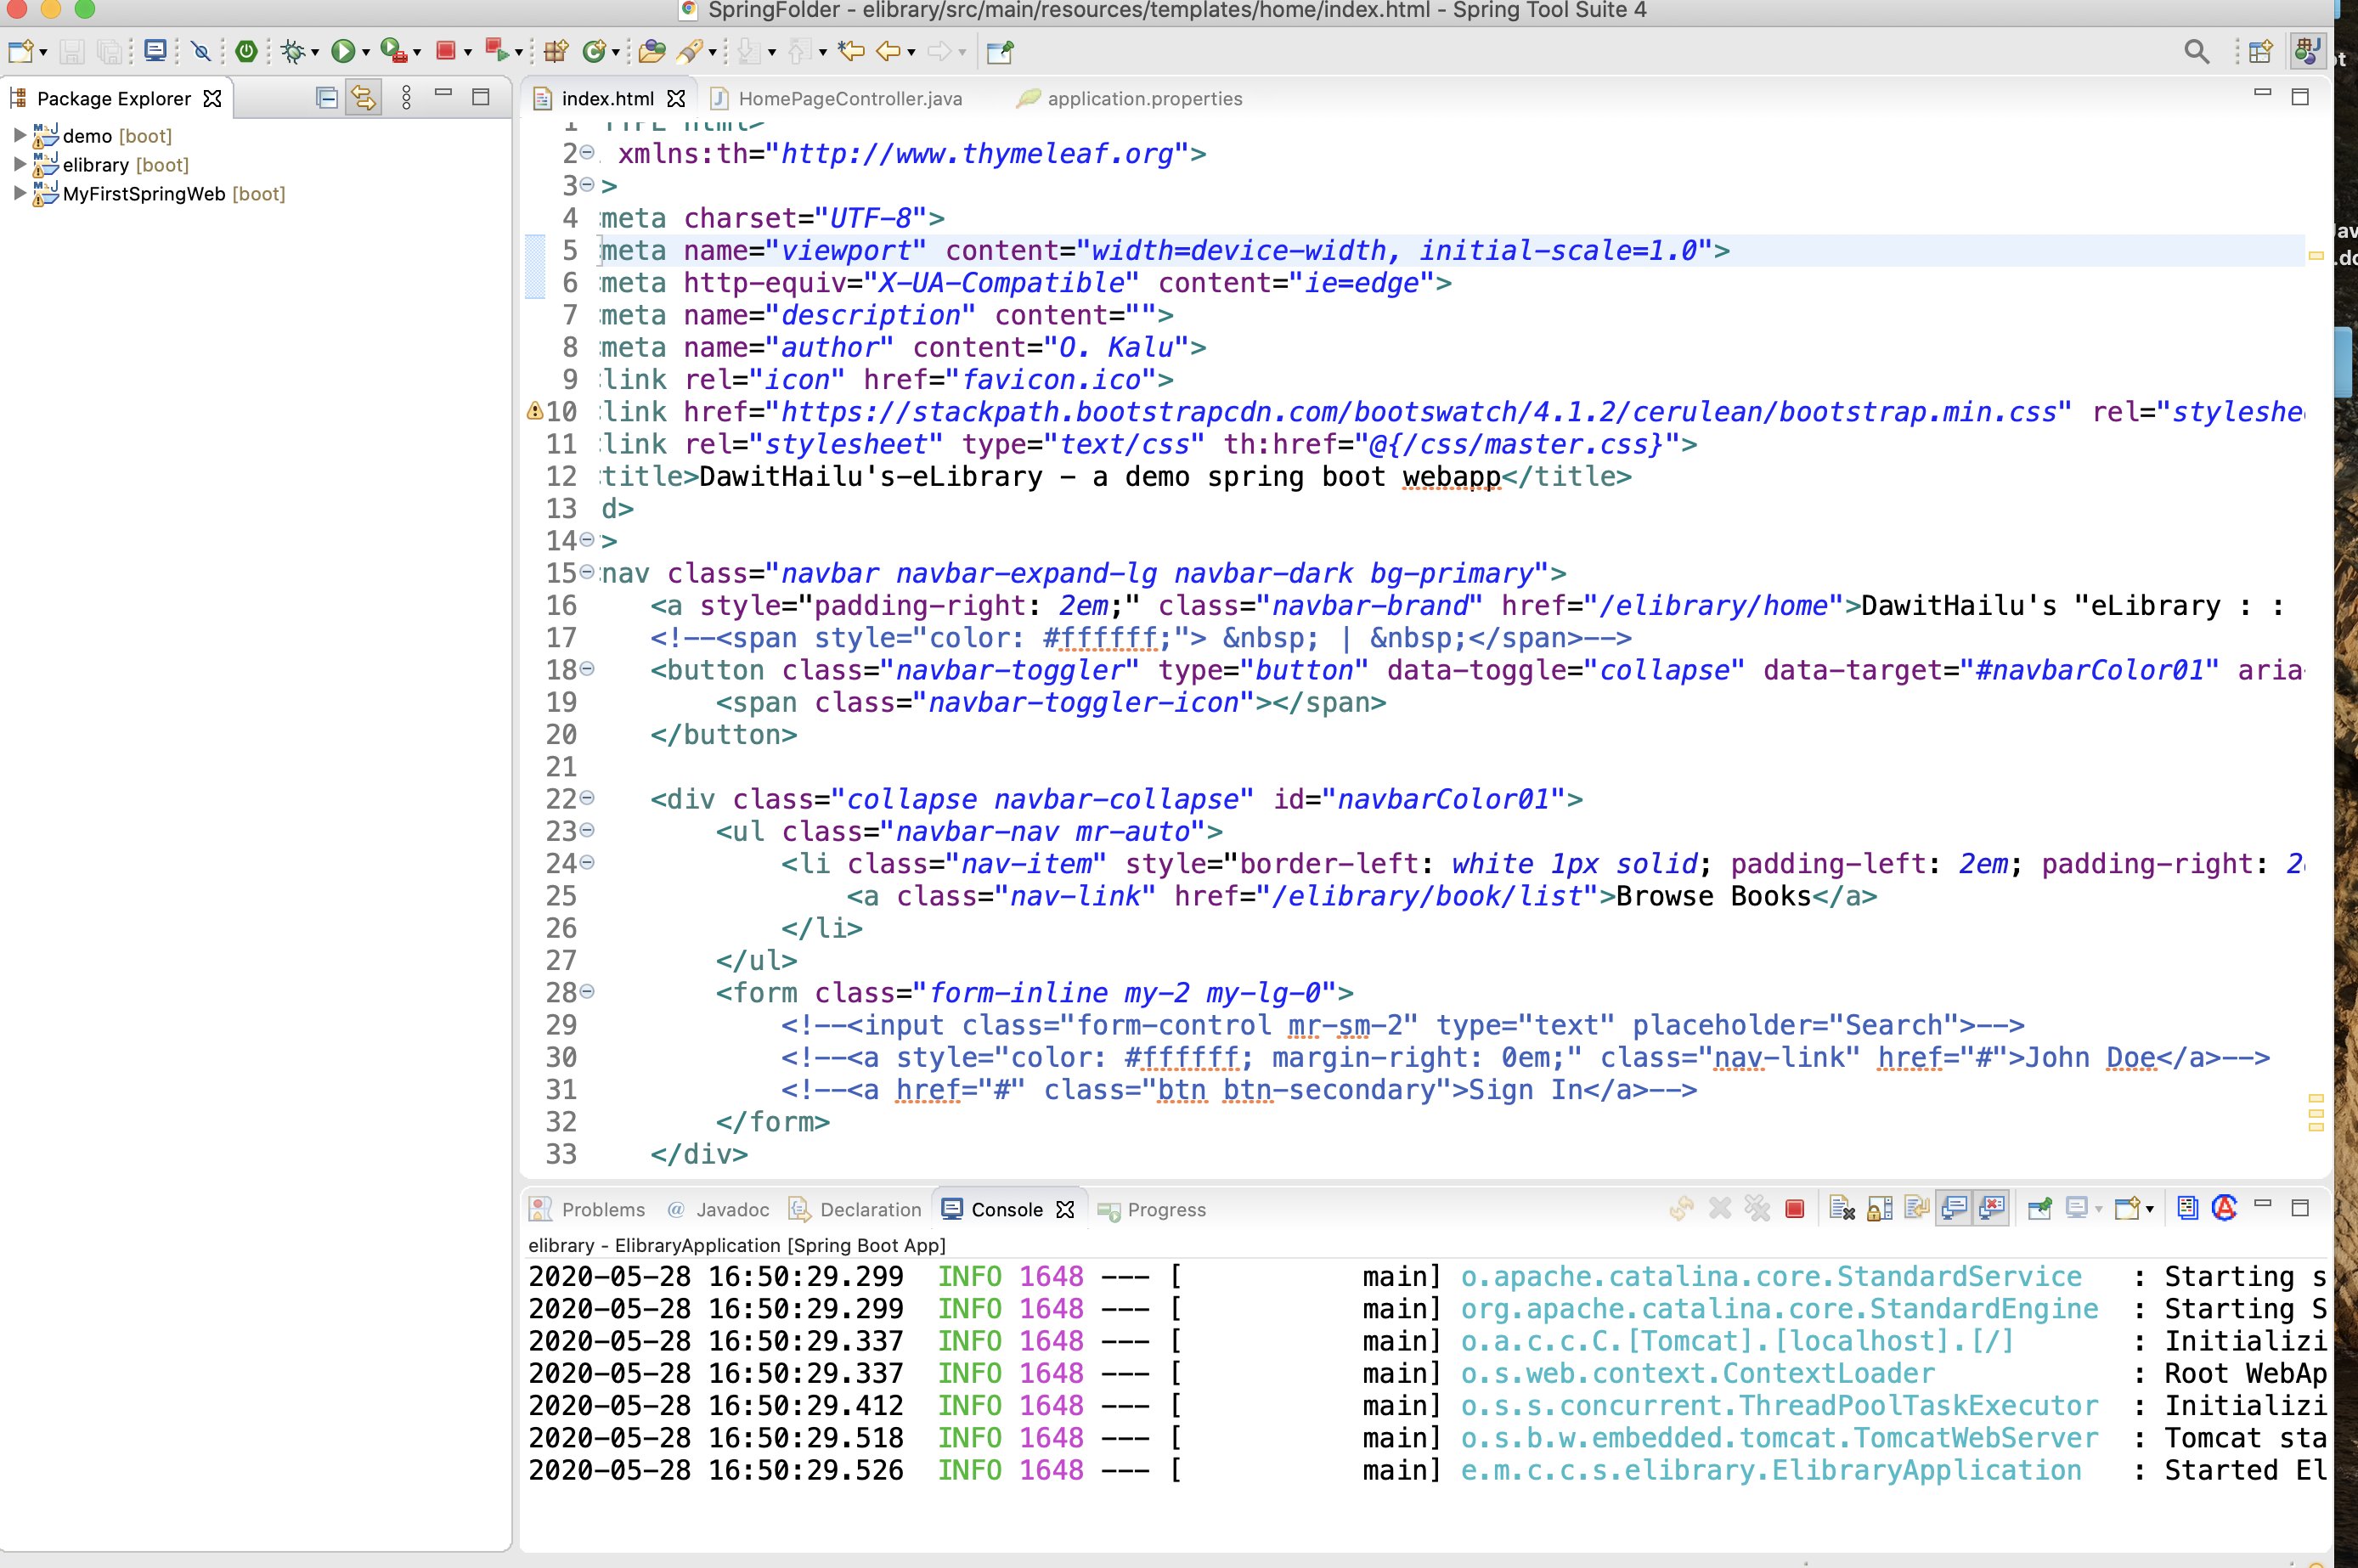 SpringFolder - elibrary/src/main/resources/templates/home/index.html - Spring Tool Suite 4
Package Explorer
demo [boot]
elibrary [boot]
MyFirstSpringWeb [boot]
index.html
HomePageController.java
application.properties
1 TYPE html>
2 xmlns:th="http://www.thymeleaf.org">
3 >
4 meta charset="UTF-8">
5 meta name="viewport" content="width=device-width, initial-scale=1.0">
6 meta http-equiv="X-UA-Compatible" content="ie=edge">
7 meta name="description" content="">
8 meta name="author" content="O. Kalu">
9 link rel="icon" href="favicon.ico">
10 link href="https://stackpath.bootstrapcdn.com/bootswatch/4.1.2/cerulean/bootstrap.min.css" rel="styleshe
11 link rel="stylesheet" type="text/css" th:href="@{/css/master.css}">
12 title>DawitHailu's-eLibrary - a demo spring boot webapp</title>
13 d>
14 >
15 nav class="navbar navbar-expand-lg navbar-dark bg-primary">
16 <a style="padding-right: 2em;" class="navbar-brand" href="/elibrary/home">DawitHailu's "eLibrary : :
17 <!--<span style="color: #ffffff;"> &nbsp; | &nbsp;</span>-->
18 <button class="navbar-toggler" type="button" data-toggle="collapse" data-target="#navbarColor01" aria-
19 <span class="navbar-toggler-icon"></span>
20 </button>
21
22 <div class="collapse navbar-collapse" id="navbarColor01">
23 <ul class="navbar-nav mr-auto">
24 <li class="nav-item" style="border-left: white 1px solid; padding-left: 2em; padding-right: 2
25 <a class="nav-link" href="/elibrary/book/list">Browse Books</a>
26 </li>
27 </ul>
28 <form class="form-inline my-2 my-lg-0">
29 <!--<input class="form-control mr-sm-2" type="text" placeholder="Search">-->
30 <!--<a style="color: #ffffff; margin-right: 0em;" class="nav-link" href="#">John Doe</a>-->
31 <!--<a href="#" class="btn btn-secondary">Sign In</a>-->
32 </form>
33 </div>
Problems @ Javadoc Declaration Console Progress
elibrary - ElibraryApplication [Spring Boot App]
2020-05-28 16:50:29.299 INFO 1648 --- [ main] o.apache.catalina.core.StandardService : Starting s
2020-05-28 16:50:29.299 INFO 1648 --- [ main] org.apache.catalina.core.StandardEngine : Starting S
2020-05-28 16:50:29.337 INFO 1648 --- [ main] o.a.c.c.C.[Tomcat].[localhost].[/] : Initializi
2020-05-28 16:50:29.337 INFO 1648 --- [ main] o.s.web.context.ContextLoader : Root WebAp
2020-05-28 16:50:29.412 INFO 1648 --- [ main] o.s.s.concurrent.ThreadPoolTaskExecutor : Initializi
2020-05-28 16:50:29.518 INFO 1648 --- [ main] o.s.b.w.embedded.tomcat.TomcatWebServer : Tomcat sta
2020-05-28 16:50:29.526 INFO 1648 --- [ main] e.m.c.c.s.elibrary.ElibraryApplication : Started El